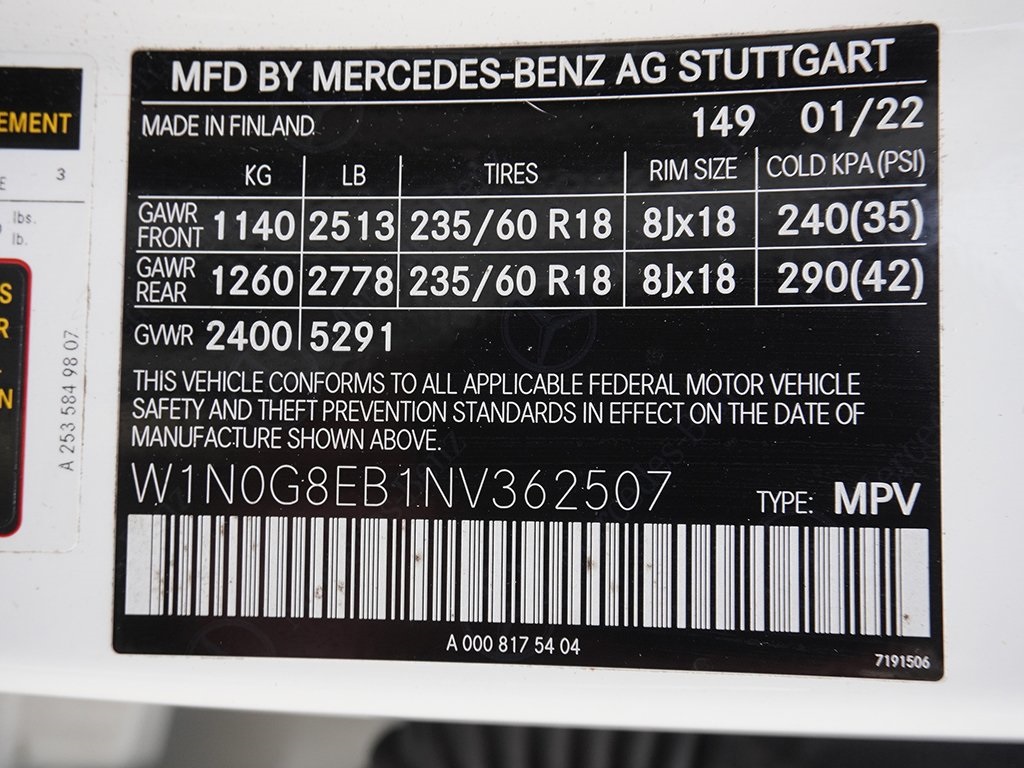 MFD BY MERCEDES-BENZ AG STUTTGART
MADE IN FINLAND 149 01/22
KG LB TIRES RIM SIZE COLD KPA (PSI)
GAWR FRONT 1140 2513 235/60 R18 8Jx18 240(35)
GAWR REAR 1260 2778 235/60 R18 8Jx18 290(42)
GVWR 2400 5291
THIS VEHICLE CONFORMS TO ALL APPLICABLE FEDERAL MOTOR VEHICLE
SAFETY AND THEFT PREVENTION STANDARDS IN EFFECT ON THE DATE OF
MANUFACTURE SHOWN ABOVE.
W1N0G8EB1NV362507 TYPE: MPV
A 000 817 54 04
7191506
EMENT
3
lbs.
lb.
A 253 584 98 07